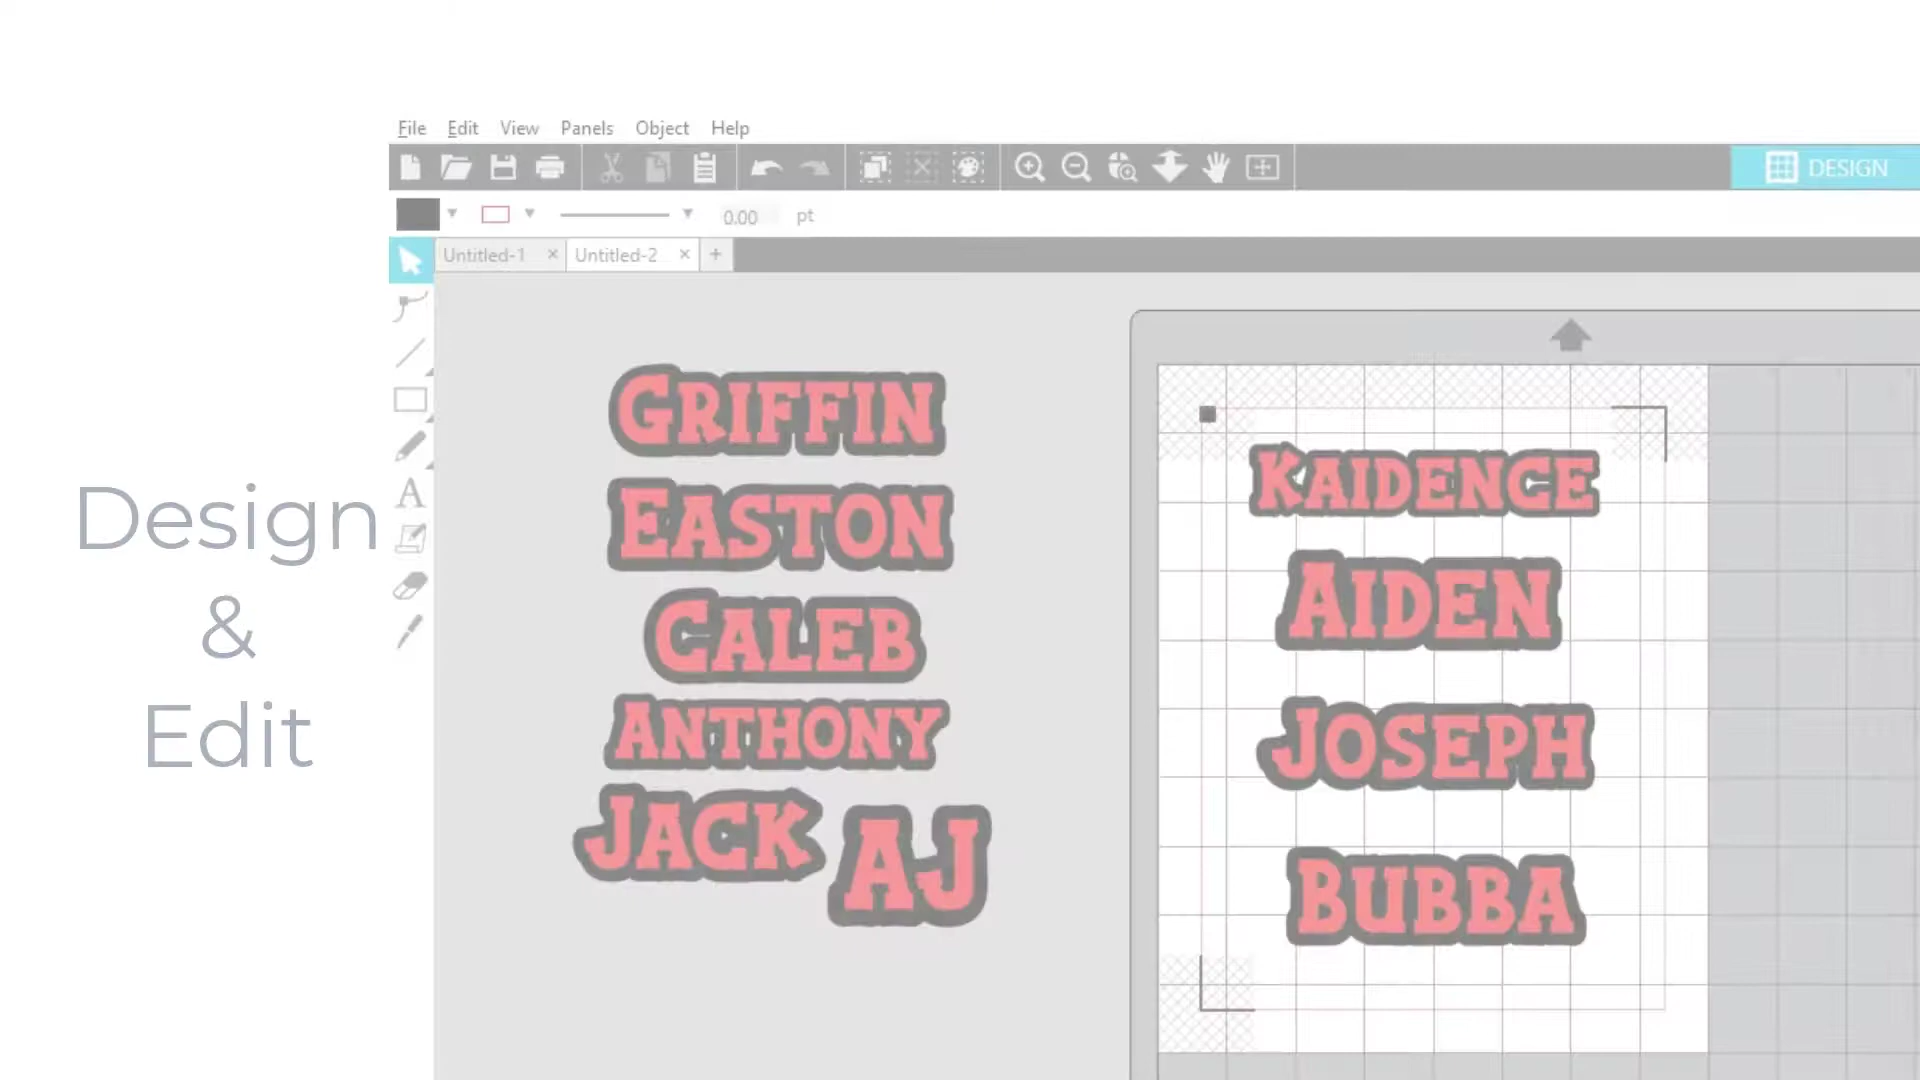 File Edit View Panels Object Help
DESIGN
0.00 pt
Untitled-1 × Untitled-2 × +
A
Design
&
Edit
GRIFFIN
EASTON
CALEB
ANTHONY
JACK AJ
KAIDENCE
AIDEN
JOSEPH
BUBBA